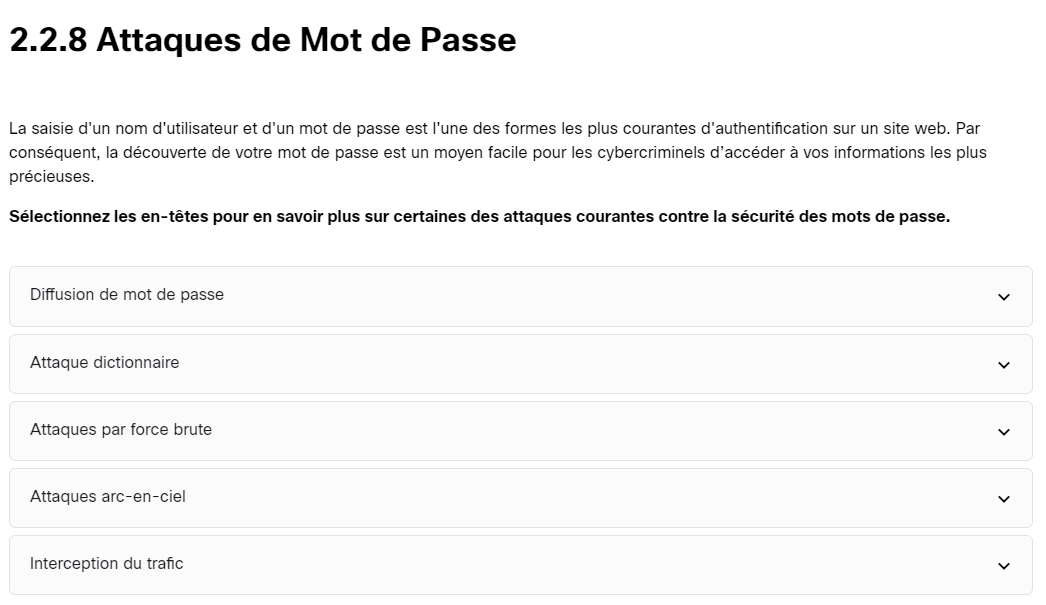 2.2.8 Attaques de Mot de Passe
La saisie d'un nom d'utilisateur et d'un mot de passe est l'une des formes les plus courantes d'authentification sur un site web. Par
conséquent, la découverte de votre mot de passe est un moyen facile pour les cybercriminels d’accéder à vos informations les plus
précieuses.
Sélectionnez les en-têtes pour en savoir plus sur certaines des attaques courantes contre la sécurité des mots de passe.
Diffusion de mot de passe
Attaque dictionnaire
Attaques par force brute
Attaques arc-en-ciel
Interception du trafic